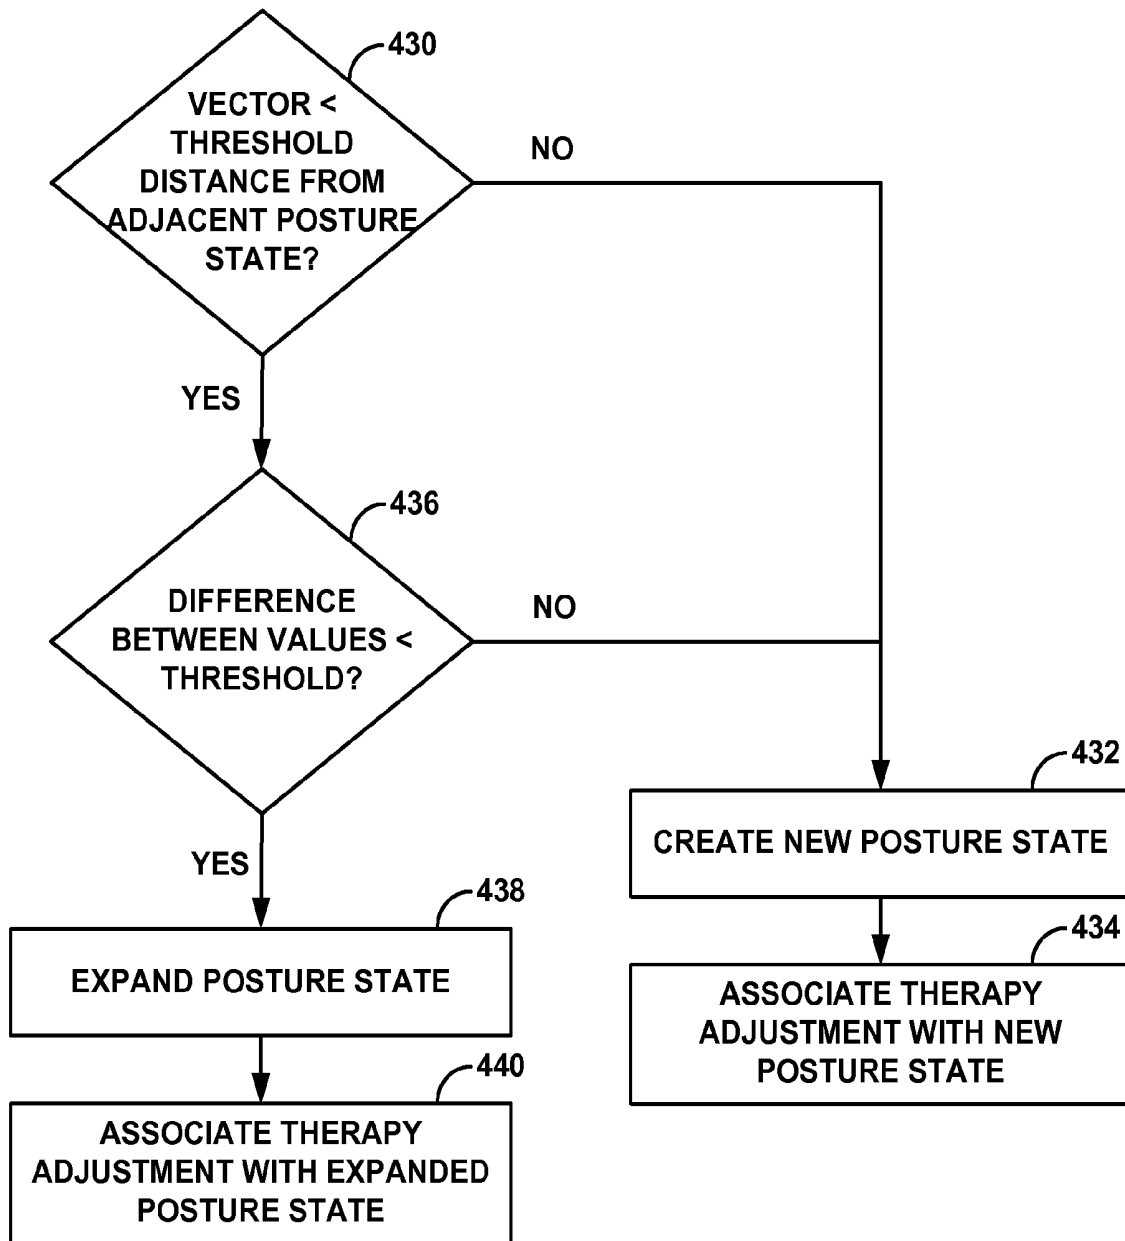 430
VECTOR <
THRESHOLD
DISTANCE FROM
ADJACENT POSTURE
STATE?
NO
YES
436
DIFFERENCE
BETWEEN VALUES <
THRESHOLD?
NO
YES
432
CREATE NEW POSTURE STATE
438
EXPAND POSTURE STATE
434
ASSOCIATE THERAPY
ADJUSTMENT WITH NEW
POSTURE STATE
440
ASSOCIATE THERAPY
ADJUSTMENT WITH EXPANDED
POSTURE STATE